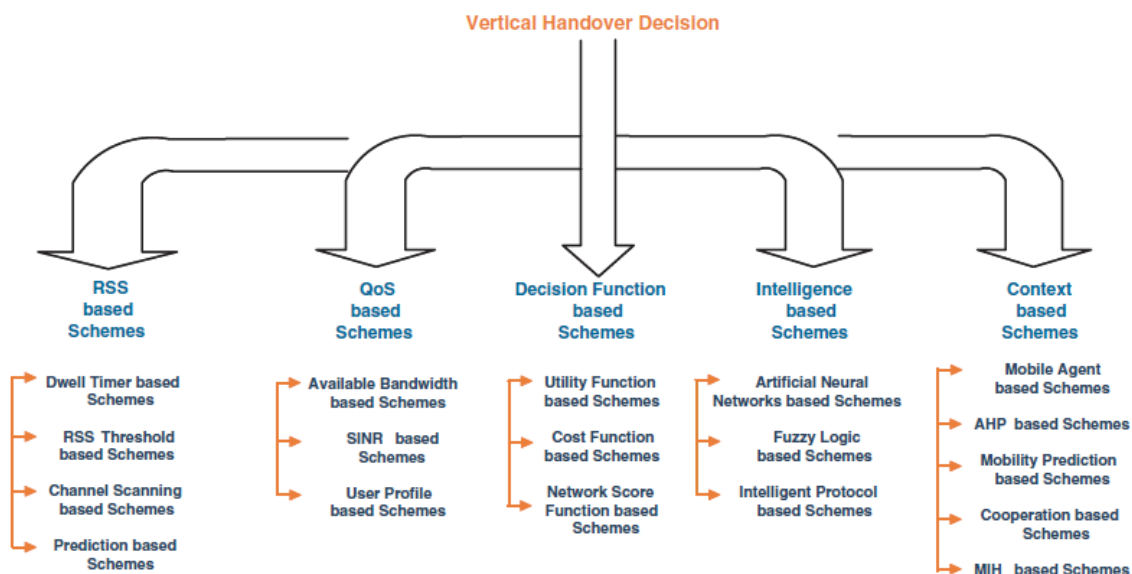 Vertical Handover Decision
RSS
based
Schemes
Dwell Timer based
Schemes
RSS Threshold
based Schemes
Channel Scanning
based Schemes
Prediction based
Schemes
QoS
based
Schemes
Available Bandwidth
based Schemes
SINR based
Schemes
User Profile
based Schemes
Decision Function
based
Schemes
Utility Function
based Schemes
Cost Function
based Schemes
Network Score
Function based
Schemes
Intelligence
based
Schemes
Artificial Neural
Networks based Schemes
Fuzzy Logic
based Schemes
Intelligent Protocol
based Schemes
Context
based
Schemes
Mobile Agent
based Schemes
AHP based Schemes
Mobility Prediction
based Schemes
Cooperation based
Schemes
MIH based Schemes